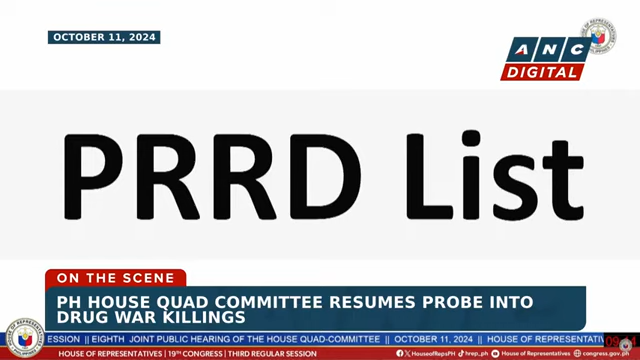 OCTOBER 11, 2024
ANC
DIGITAL
PRRD List
ON THE SCENE
PH HOUSE QUAD COMMITTEE RESUMES PROBE INTO
DRUG WAR KILLINGS
ESSION || EIGHTH JOINT PUBLIC HEARING OF THE HOUSE QUAD-COMMITTEE || OCTOBER 11, 2024 || HOUSE OF REPRESENTAT
HOUSE OF REPRESENTATIVES | 19TH CONGRESS | THIRD REGULAR SESSION HouseofRepsPH hrep_ph House of Representatives congress.gov.ph